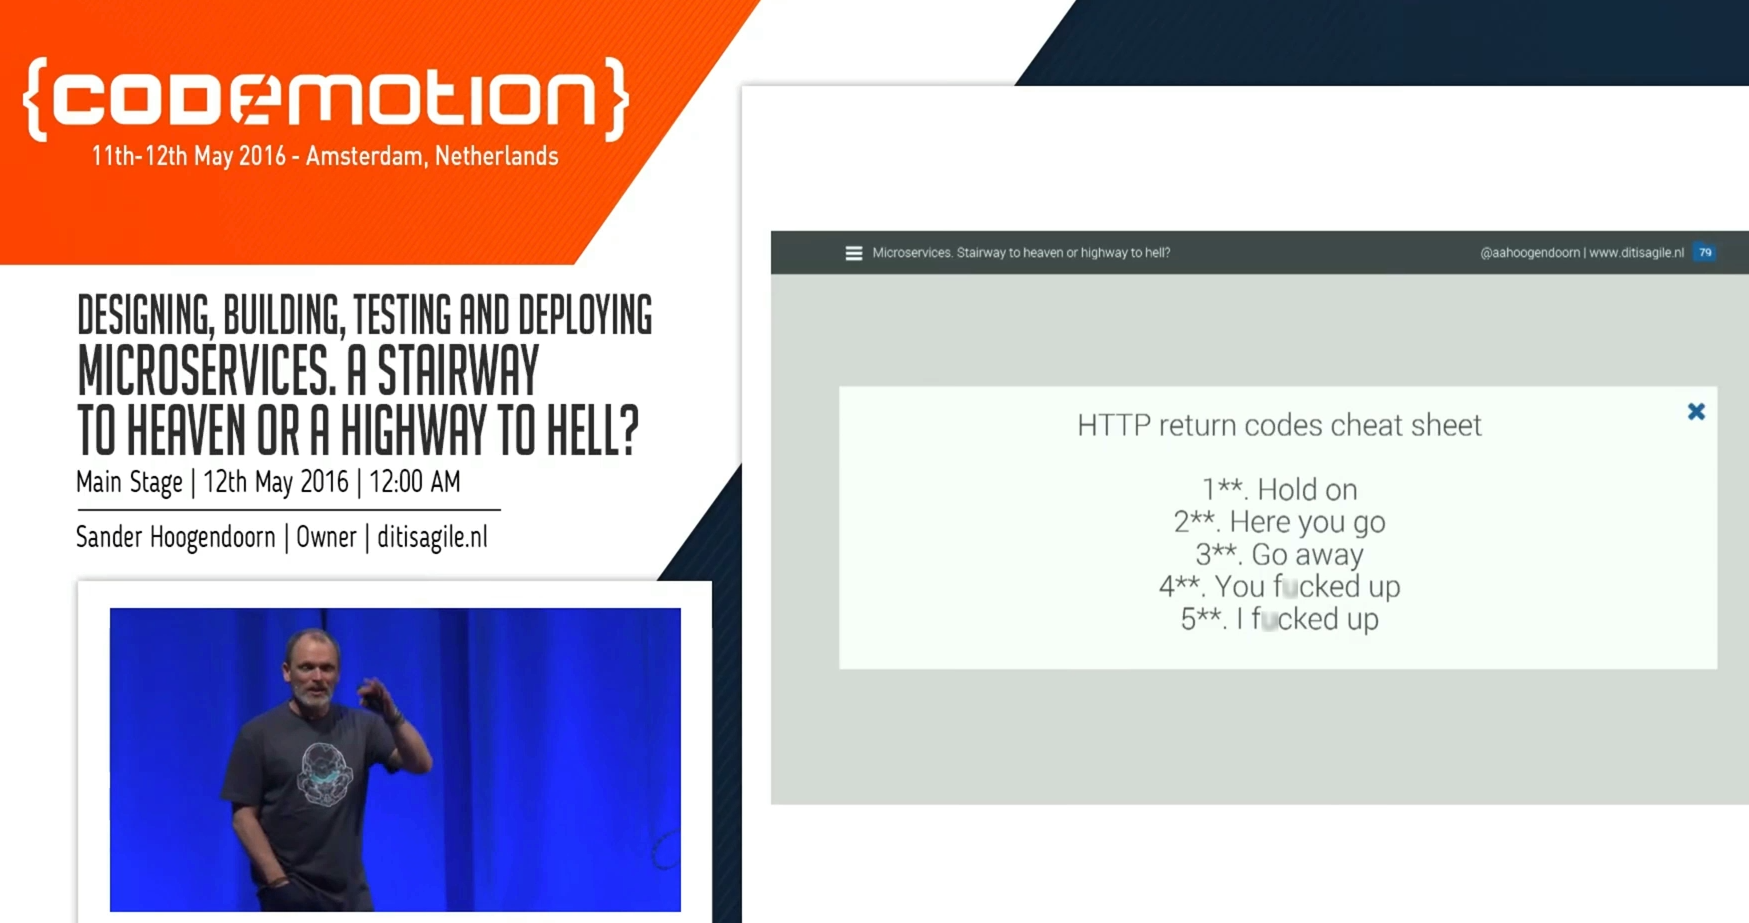 {codemotion}
11th-12th May 2016 - Amsterdam, Netherlands
DESIGNING, BUILDING, TESTING AND DEPLOYING
MICROSERVICES. A STAIRWAY
TO HEAVEN OR A HIGHWAY TO HELL?
Main Stage | 12th May 2016 | 12:00 AM
Sander Hoogendoorn | Owner | ditisagile.nl
Microservices. Stairway to heaven or highway to hell?
@aahoogendoorn | www.ditisagile.nl 79
HTTP return codes cheat sheet
1**. Hold on
2**. Here you go
3**. Go away
4**. You fucked up
5**. I fucked up